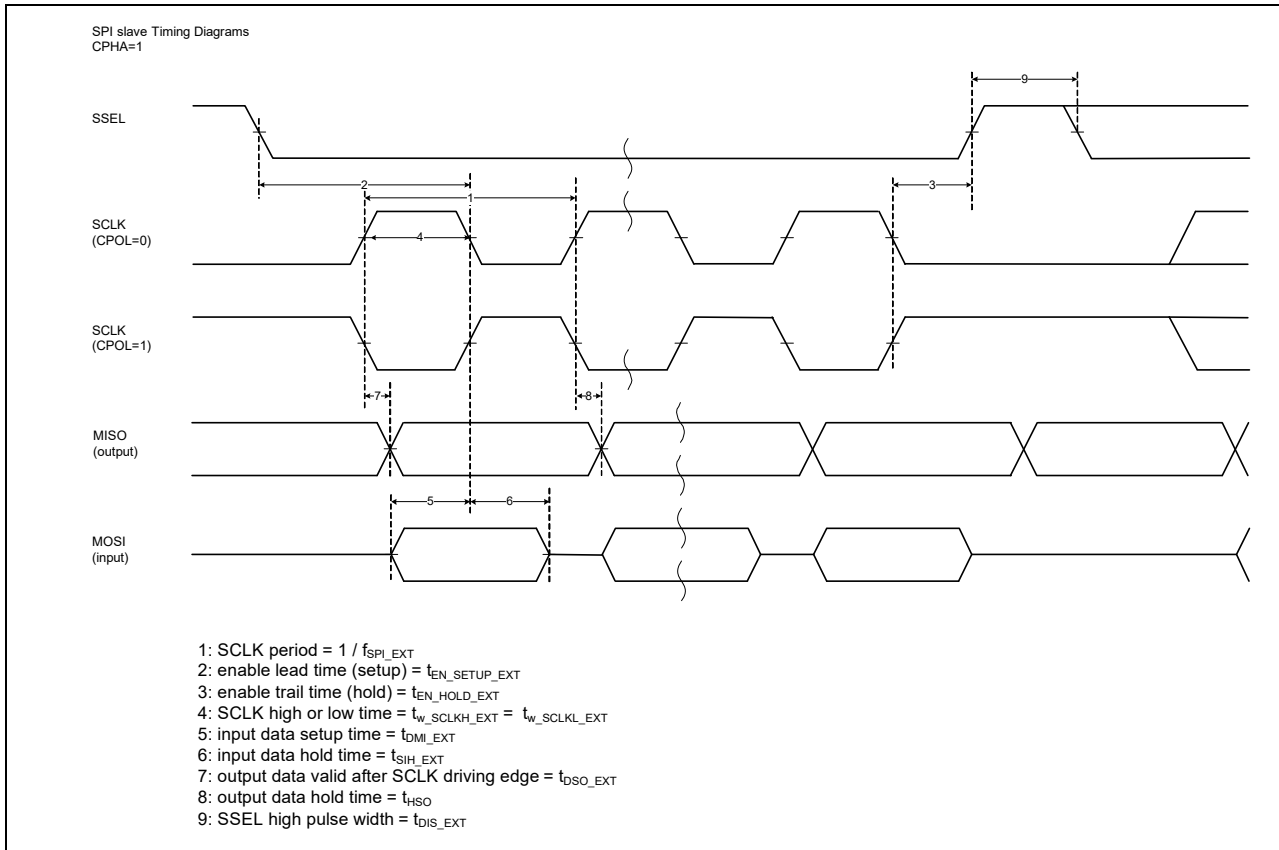 SPI slave Timing Diagrams
CPHA=1
9
SSEL
2
3
1
SCLK
(CPOL=0)
4
SCLK
(CPOL=1)
7
8
MISO
(output)
5
6
MOSI
(input)
1: SCLK period = 1 / fSPI_EXT
2: enable lead time (setup) = tEN_SETUP_EXT
3: enable trail time (hold) = tEN_HOLD_EXT
4: SCLK high or low time = tw_SCLKH_EXT = tw_SCLKL_EXT
5: input data setup time = tDMI_EXT
6: input data hold time = tSIH_EXT
7: output data valid after SCLK driving edge = tDSO_EXT
8: output data hold time = tHSO
9: SSEL high pulse width = tDIS_EXT